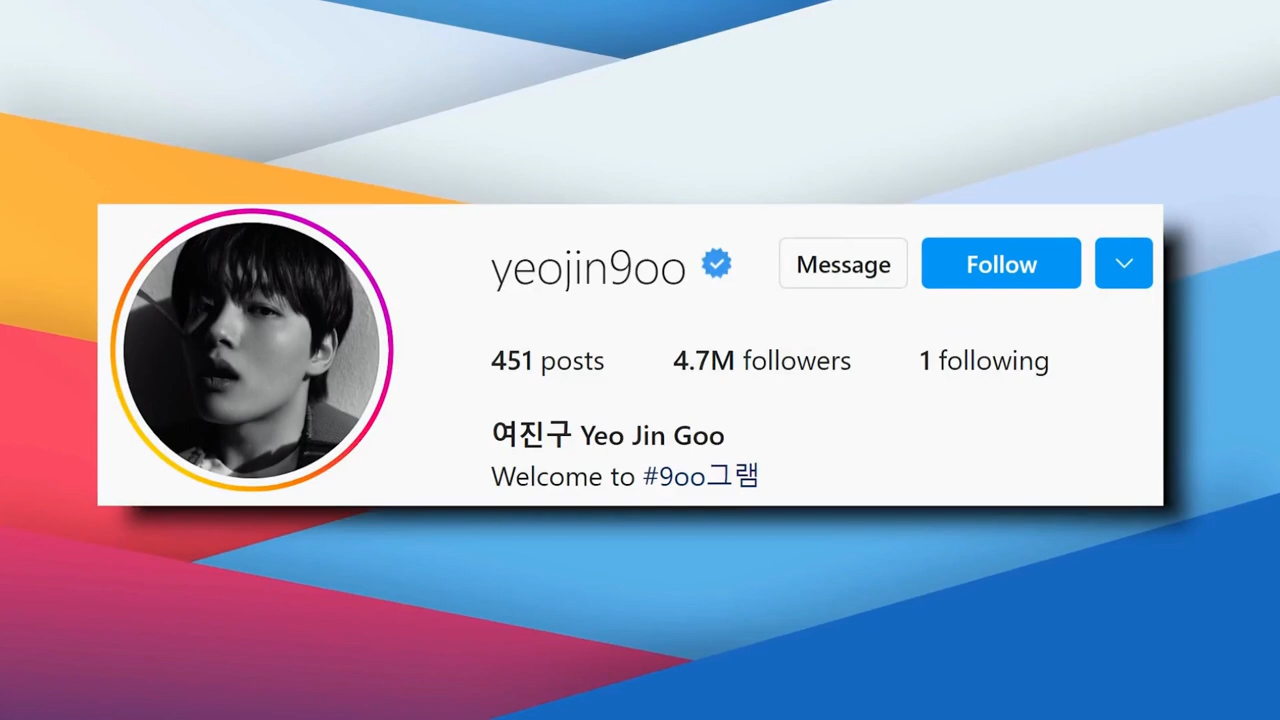 yeojin9oo
Message
Follow
451 posts
4.7M followers
1 following
여진구 Yeo Jin Goo
Welcome to #9oo그램